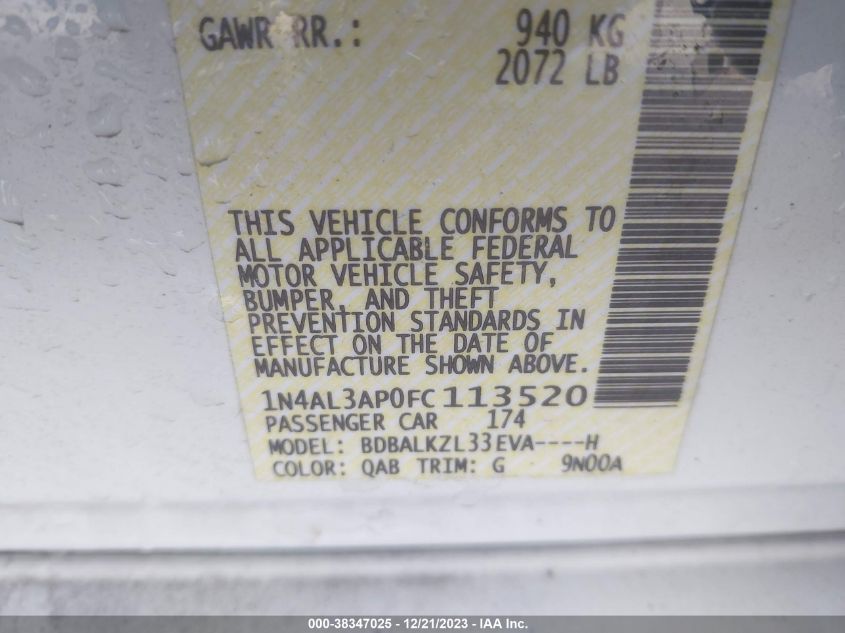 GAWR RR.: 940 KG
2072 LB
THIS VEHICLE CONFORMS TO
ALL APPLICABLE FEDERAL
MOTOR VEHICLE SAFETY,
BUMPER, AND THEFT
PREVENTION STANDARDS IN
EFFECT ON THE DATE OF
MANUFACTURE SHOWN ABOVE.
1N4AL3AP0FC113520
PASSENGER CAR 174
MODEL: BDBALKZL33EVA----H
COLOR: QAB TRIM: G 9N00A
000-38347025 - 12/21/2023 - IAA Inc.